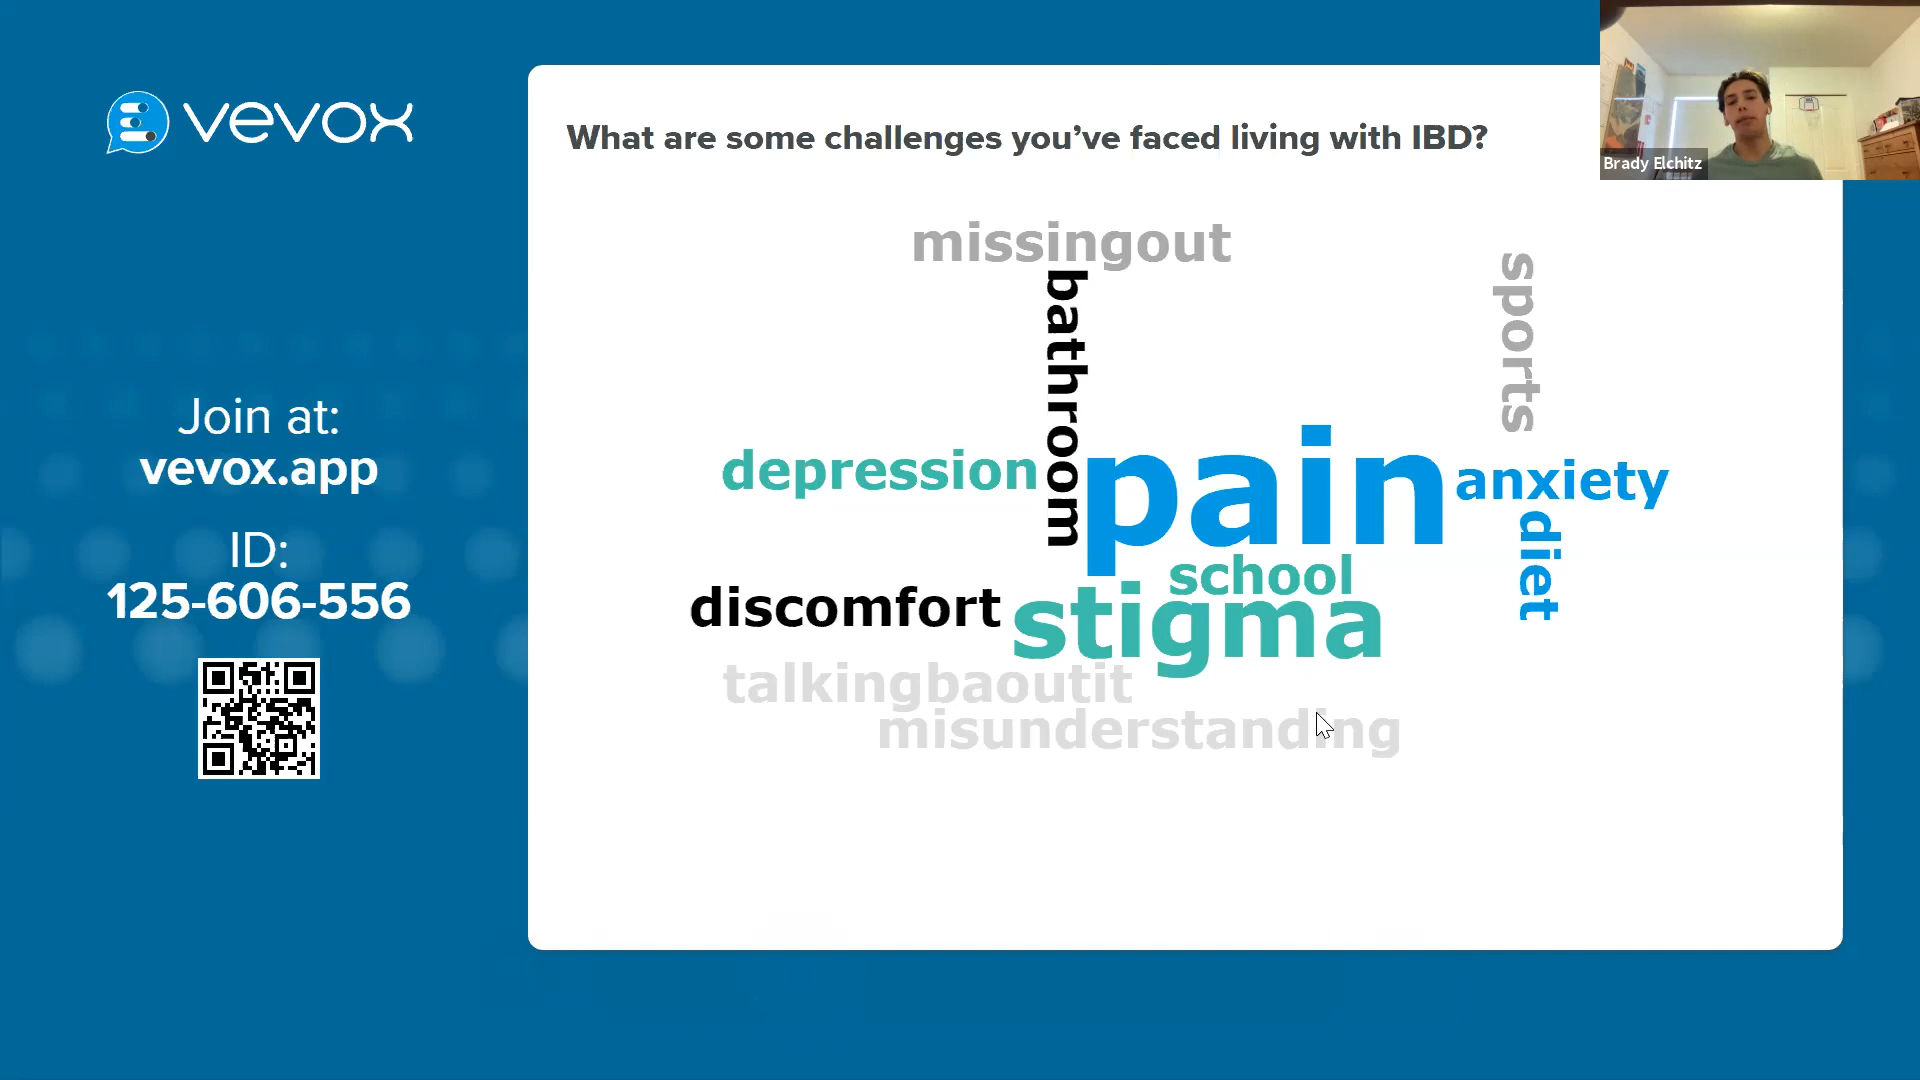 vevox
Join at:
vevox.app
ID:
125-606-556
What are some challenges you've faced living with IBD?
missingout
bathroom
sports
depression
pain
anxiety
diet
school
discomfort
stigma
talkingbaoutit
misunderstanding
Brady Elchitz